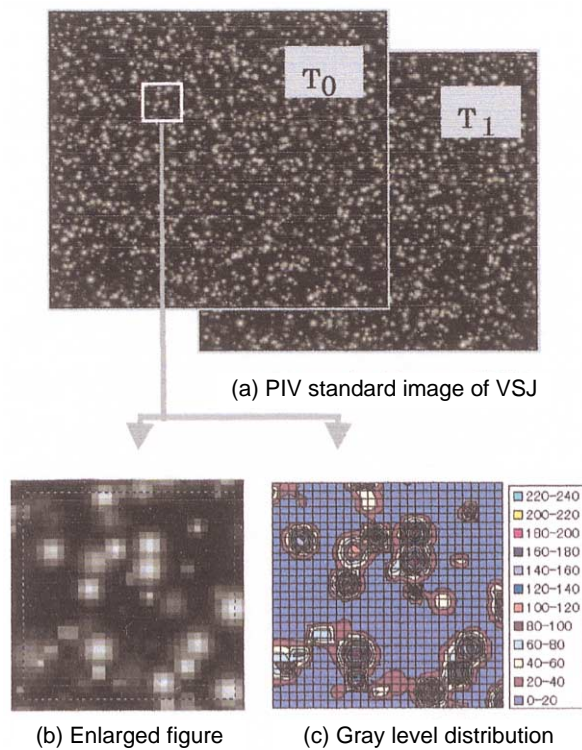 T0
T1
(a) PIV standard image of VSJ
220-240
200-220
180-200
160-180
140-160
120-140
100-120
80-100
60-80
40-60
20-40
0-20
(b) Enlarged figure
(c) Gray level distribution